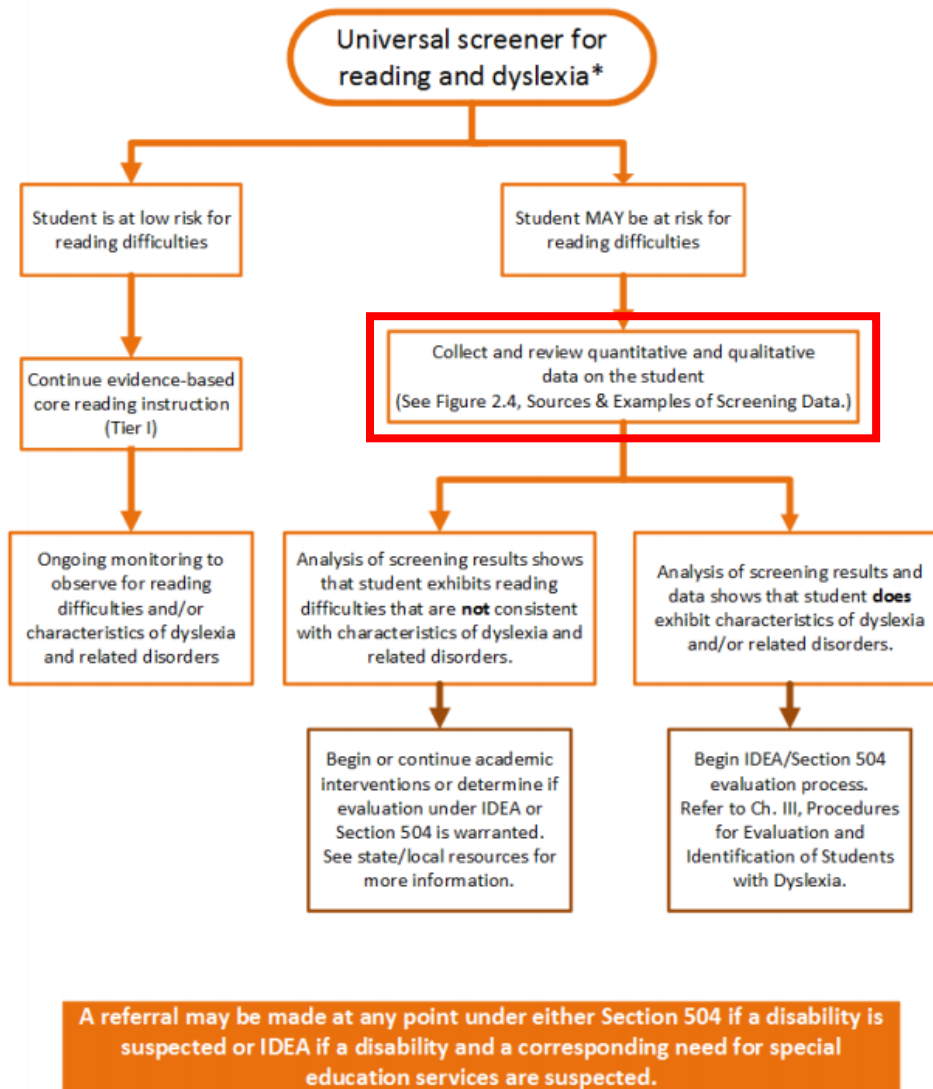 Universal screener for
reading and dyslexia*
Student is at low risk for
reading difficulties
Student MAY be at risk for
reading difficulties
Continue evidence-based
core reading instruction
(Tier I)
Collect and review quantitative and qualitative
data on the student
(See Figure 2.4, Sources & Examples of Screening Data.)
Ongoing monitoring to
observe for reading
difficulties and/or
characteristics of dyslexia
and related disorders
Analysis of screening results shows
that student exhibits reading
difficulties that are not consistent
with characteristics of dyslexia and
related disorders.
Analysis of screening results and
data shows that student does
exhibit characteristics of dyslexia
and/or related disorders.
Begin or continue academic
interventions or determine if
evaluation under IDEA or
Section 504 is warranted.
See state/local resources for
more information.
Begin IDEA/Section 504
evaluation process.
Refer to Ch. III, Procedures
for Evaluation and
Identification of Students
with Dyslexia.
A referral may be made at any point under either Section 504 if a disability is
suspected or IDEA if a disability and a corresponding need for special
education services are suspected.